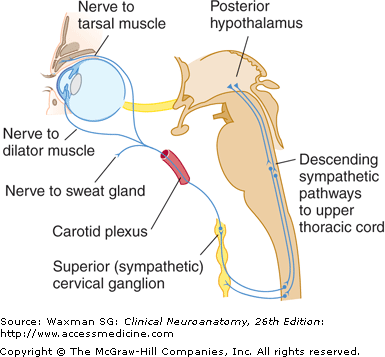 Nerve to
tarsal muscle
Posterior
hypothalamus
Nerve to
dilator muscle
Nerve to sweat gland
Carotid plexus
Superior (sympathetic)
cervical ganglion
Descending
sympathetic
pathways
to upper
thoracic cord
Source: Waxman SG: Clinical Neuroanatomy, 26th Edition:
http://www.accessmedicine.com
Copyright © The McGraw-Hill Companies, Inc. All rights reserved.